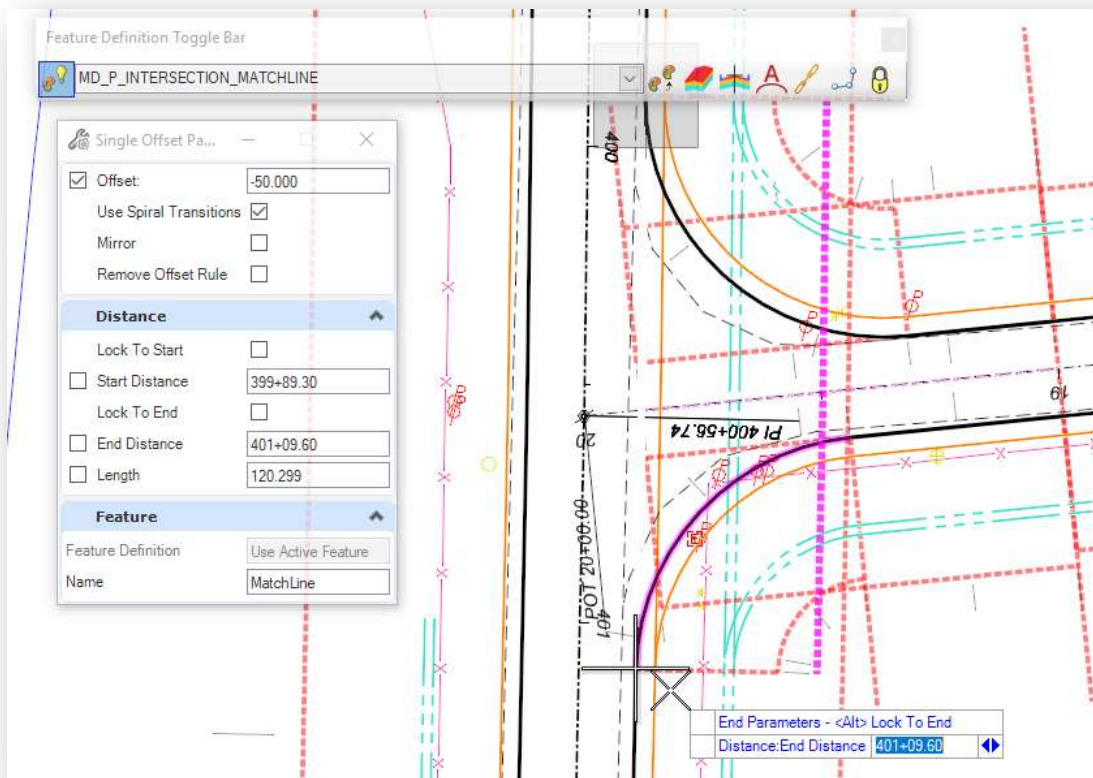 Feature Definition Toggle Bar
MD_P_INTERSECTION_MATCHLINE
Single Offset Pa...
Offset: -50.000
Use Spiral Transitions
Mirror
Remove Offset Rule
Distance
Lock To Start
Start Distance 399+89.30
Lock To End
End Distance 401+09.60
Length 120.299
Feature
Feature Definition Use Active Feature
Name MatchLine
400
19
20
PI 400+56.74
POT 20+00.00
401
End Parameters - <Alt> Lock To End
Distance:End Distance 401+09.60